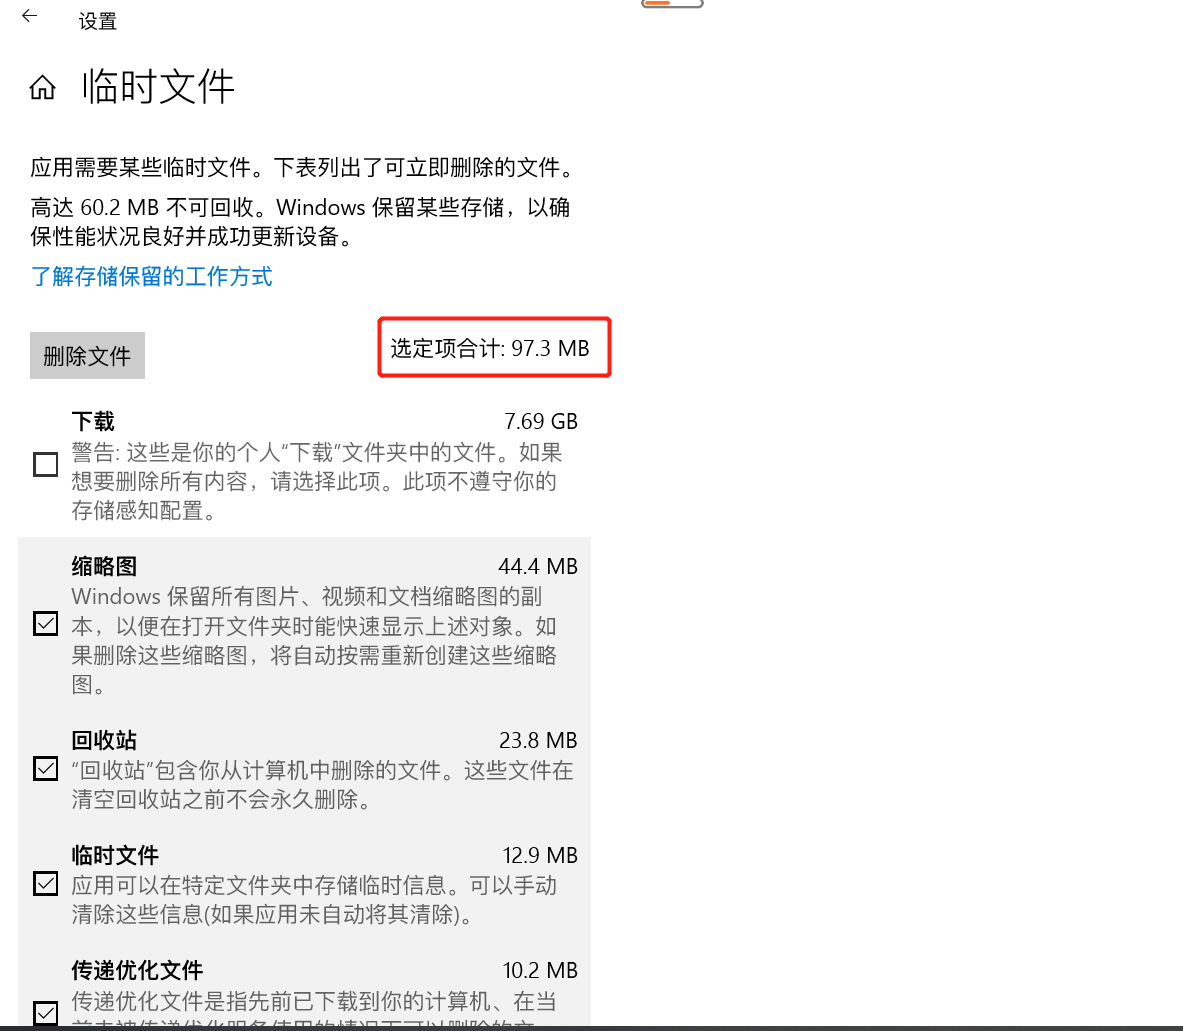 设置
临时文件
应用需要某些临时文件。下表列出了可立即删除的文件。
高达 60.2 MB 不可回收。Windows 保留某些存储，以确
保性能状况良好并成功更新设备。
了解存储保留的工作方式
删除文件
选定项合计: 97.3 MB
下载 7.69 GB
警告: 这些是你的个人“下载”文件夹中的文件。如果
想要删除所有内容，请选择此项。此项不遵守你的
存储感知配置。
缩略图 44.4 MB
Windows 保留所有图片、视频和文档缩略图的副
本，以便在打开文件夹时能快速显示上述对象。如
果删除这些缩略图，将自动按需重新创建这些缩略
图。
回收站 23.8 MB
“回收站”包含你从计算机中删除的文件。这些文件在
清空回收站之前不会永久删除。
临时文件 12.9 MB
应用可以在特定文件夹中存储临时信息。可以手动
清除这些信息(如果应用未自动将其清除)。
传递优化文件 10.2 MB
传递优化文件是指先前已下载到你的计算机、在当